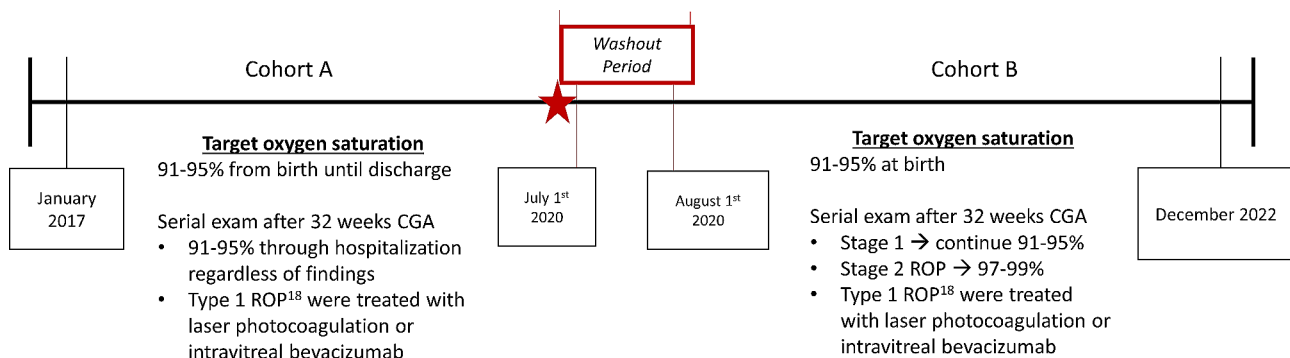 Washout
Period
Cohort A
Cohort B
Target oxygen saturation
91-95% from birth until discharge
Serial exam after 32 weeks CGA
• 91-95% through hospitalization
regardless of findings
• Type 1 ROP¹⁸ were treated with
laser photocoagulation or
intravitreal bevacizumab
Target oxygen saturation
91-95% at birth
Serial exam after 32 weeks CGA
• Stage 1 → continue 91-95%
• Stage 2 ROP → 97-99%
• Type 1 ROP¹⁸ were treated
with laser photocoagulation or
intravitreal bevacizumab
January
2017
July 1st
2020
August 1st
2020
December 2022